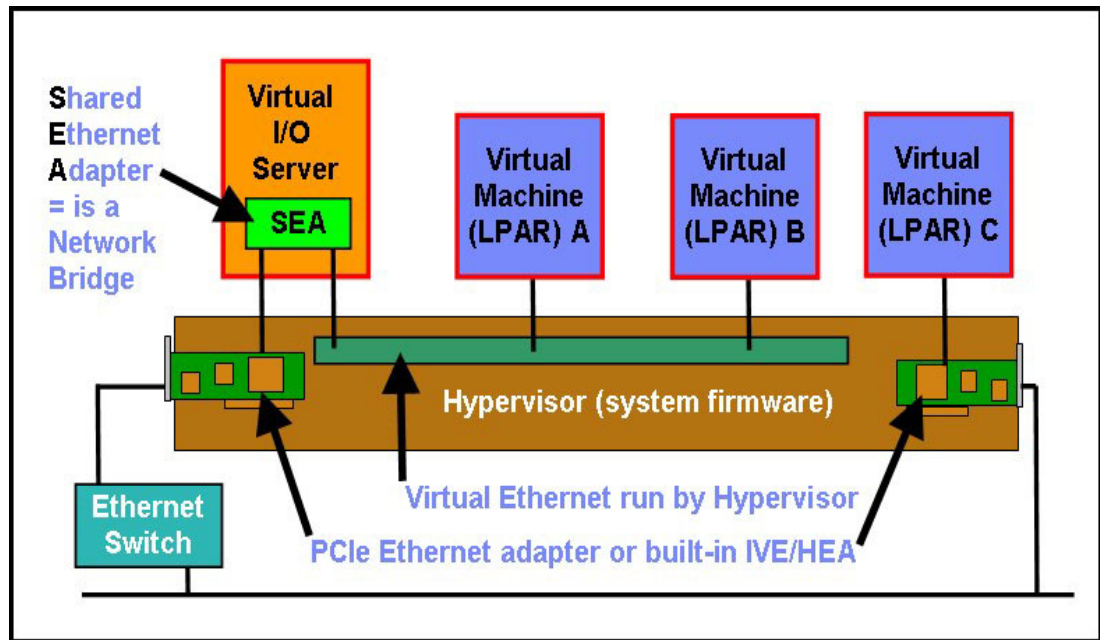 Shared
Ethernet
Adapter
= is a
Network
Bridge
Virtual
I/O
Server
SEA
Virtual
Machine
(LPAR) A
Virtual
Machine
(LPAR) B
Virtual
Machine
(LPAR) C
Hypervisor (system firmware)
Virtual Ethernet run by Hypervisor
Ethernet
Switch
PCIe Ethernet adapter or built-in IVE/HEA